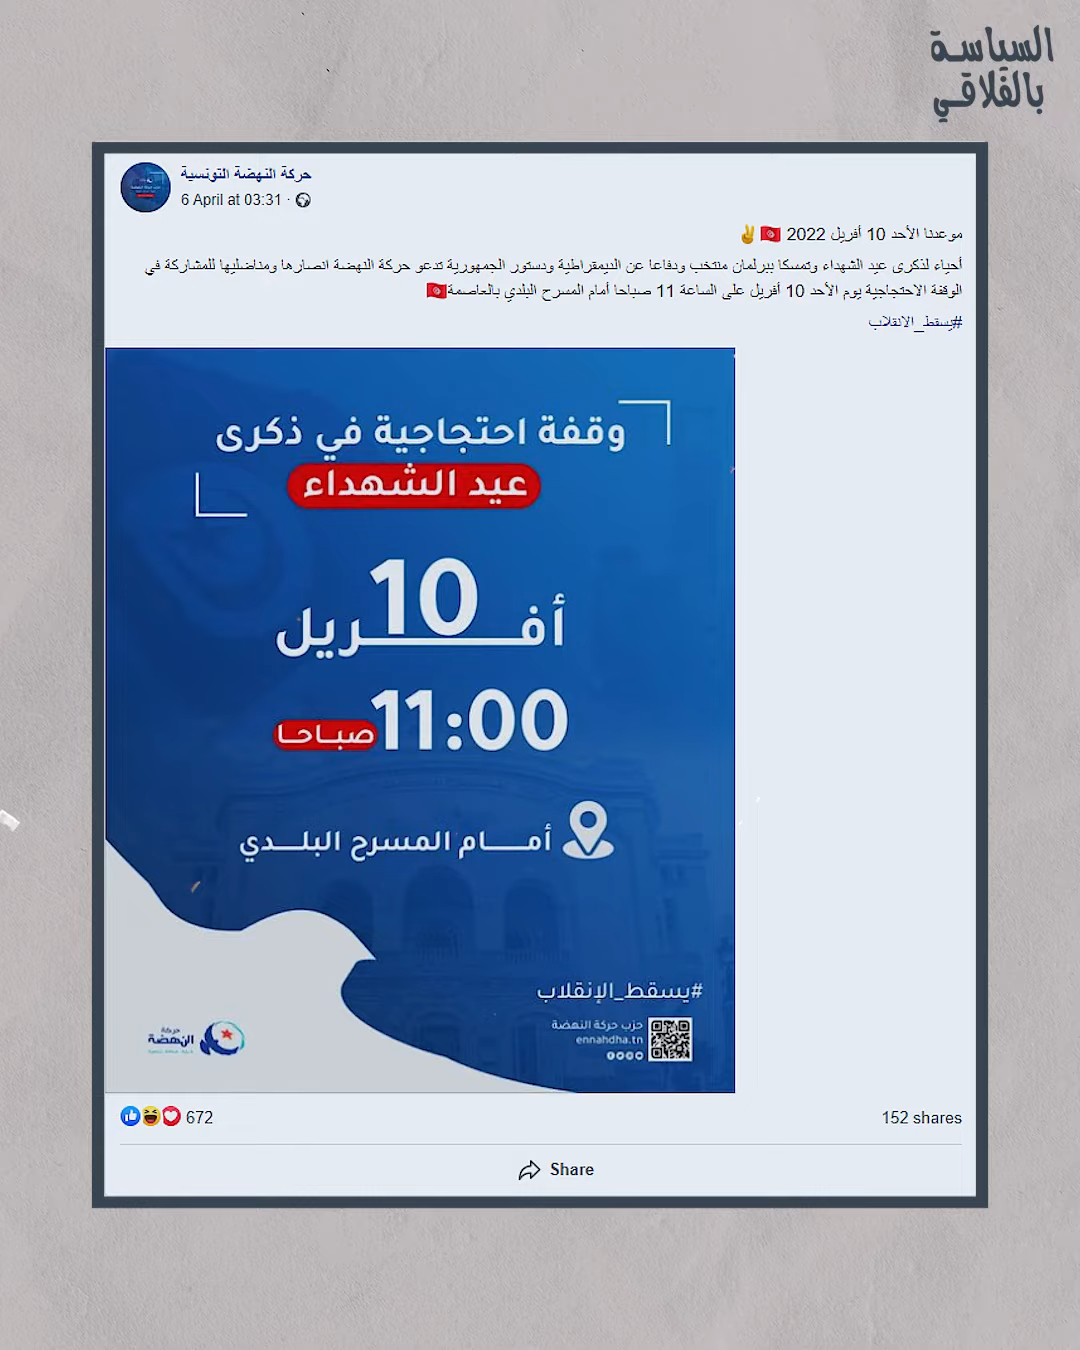 السياسة
بالفلاقي
حركة النهضة التونسية
6 April at 03:31 ·
موعدنا الأحد 10 أفريل 2022 🇹🇳✌️
أحياء لذكرى عيد الشهداء وتمسكا ببرلمان منتخب ودفاعا عن الديمقراطية ودستور الجمهورية تدعو حركة النهضة انصارها ومناضليها للمشاركة في
الوقفة الاحتجاجية يوم الأحد 10 أفريل على الساعة 11 صباحا أمام المسرح البلدي بالعاصمة🇹🇳
#يسقط_الانقلاب
وقفة احتجاجية في ذكرى
عيد الشهداء
10
أفـــــريل
11:00 صباحا
أمـــام المسرح البلـــدي
#يسقط_الإنقلاب
حزب حركة النهضة
ennahdha.tn
حركة
النهضة
672
152 shares
Share